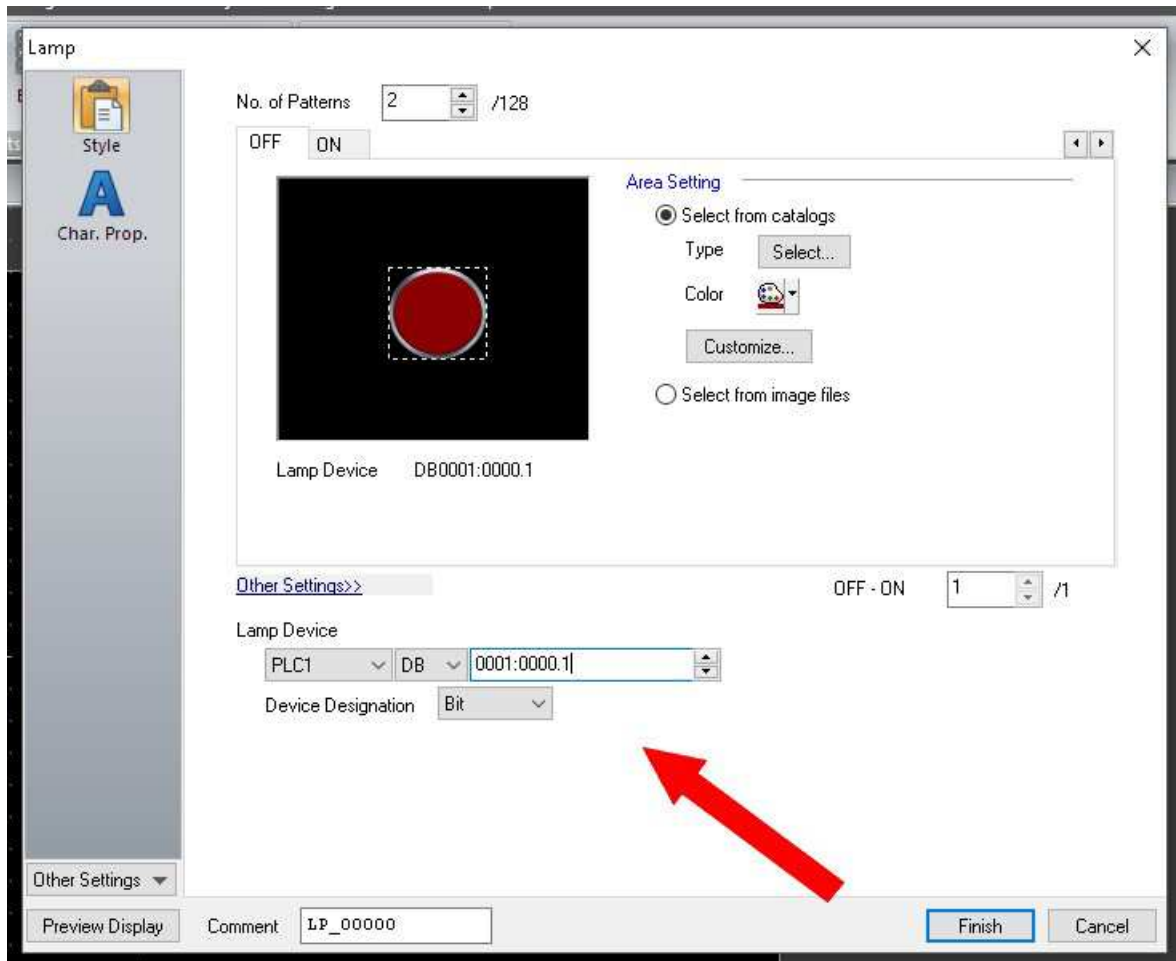 Lamp
Style
Char. Prop.
No. of Patterns 2 /128
OFF ON
Area Setting
Select from catalogs
Type Select...
Color
Customize...
Select from image files
Lamp Device DB0001:0000.1
Other Settings>> OFF - ON 1 /1
Lamp Device
PLC1 DB 0001:0000.1
Device Designation Bit
Other Settings
Preview Display Comment LP_00000 Finish Cancel